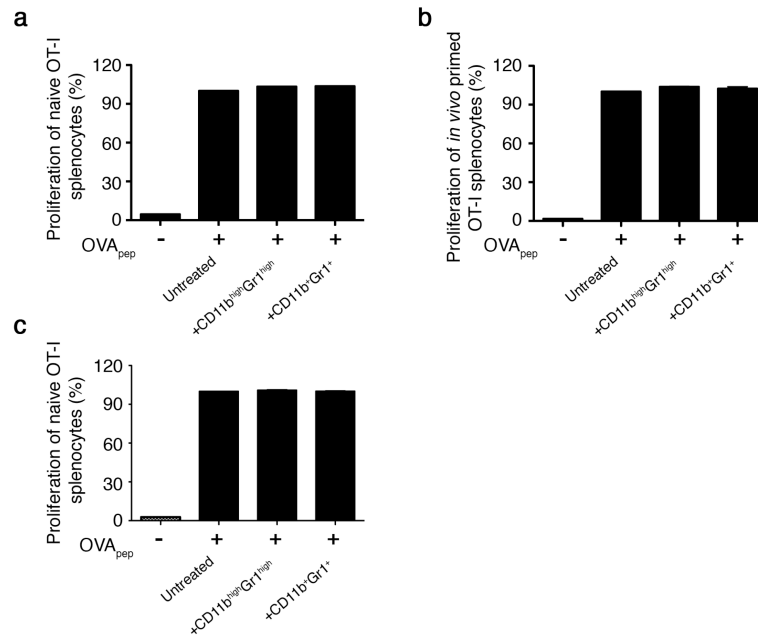 a
Proliferation of naive OT-I
splenocytes (%)
120
90
60
30
0
OVApep
- + + +
Untreated
+CD11bhighGr1high
+CD11b+Gr1+
b
Proliferation of in vivo primed
OT-I splenocytes (%)
120
90
60
30
0
OVApep
- + + +
Untreated
+CD11bhighGr1high
+CD11b+Gr1+
c
Proliferation of naive OT-I
splenocytes (%)
120
90
60
30
0
OVApep
- + + +
Untreated
+CD11bhighGr1high
+CD11b+Gr1+